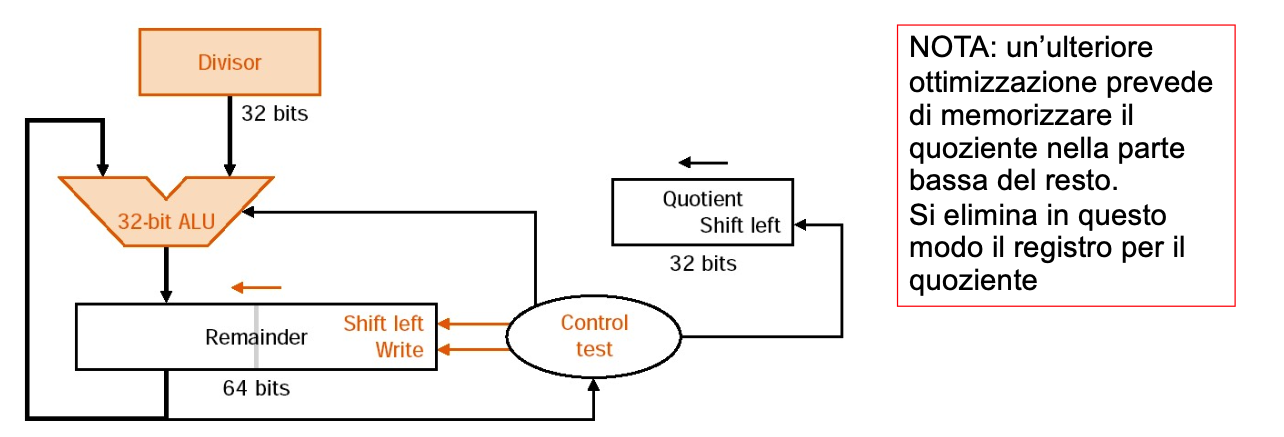 Divisor
32 bits
32-bit ALU
Quotient
Shift left
32 bits
Remainder
Shift left
Write
64 bits
Control
test
NOTA: un’ulteriore
ottimizzazione prevede
di memorizzare il
quoziente nella parte
bassa del resto.
Si elimina in questo
modo il registro per il
quoziente